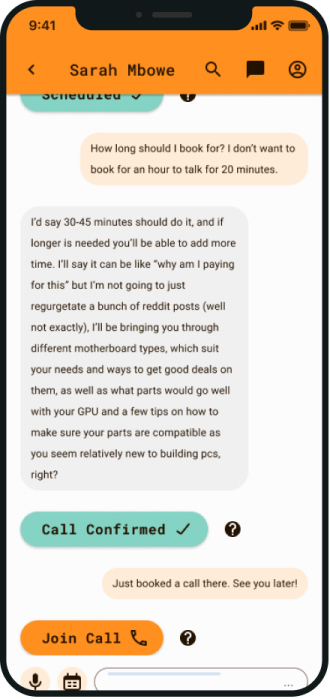 9:41
Sarah Mbowe
Scheduled
How long should I book for? I don't want to
book for an hour to talk for 20 minutes.
I'd say 30-45 minutes should do it, and if
longer is needed you'll be able to add more
time. I'll say it can be like “why am I paying
for this” but I'm not going to just
regurgetate a bunch of reddit posts (well
not exactly), I'll be bringing you through
different motherboard types, which suit
your needs and ways to get good deals on
them, as well as what parts would go well
with your GPU and a few tips on how to
make sure your parts are compatible as
you seem relatively new to building pcs,
right?
Call Confirmed
Just booked a call there. See you later!
Join Call
...